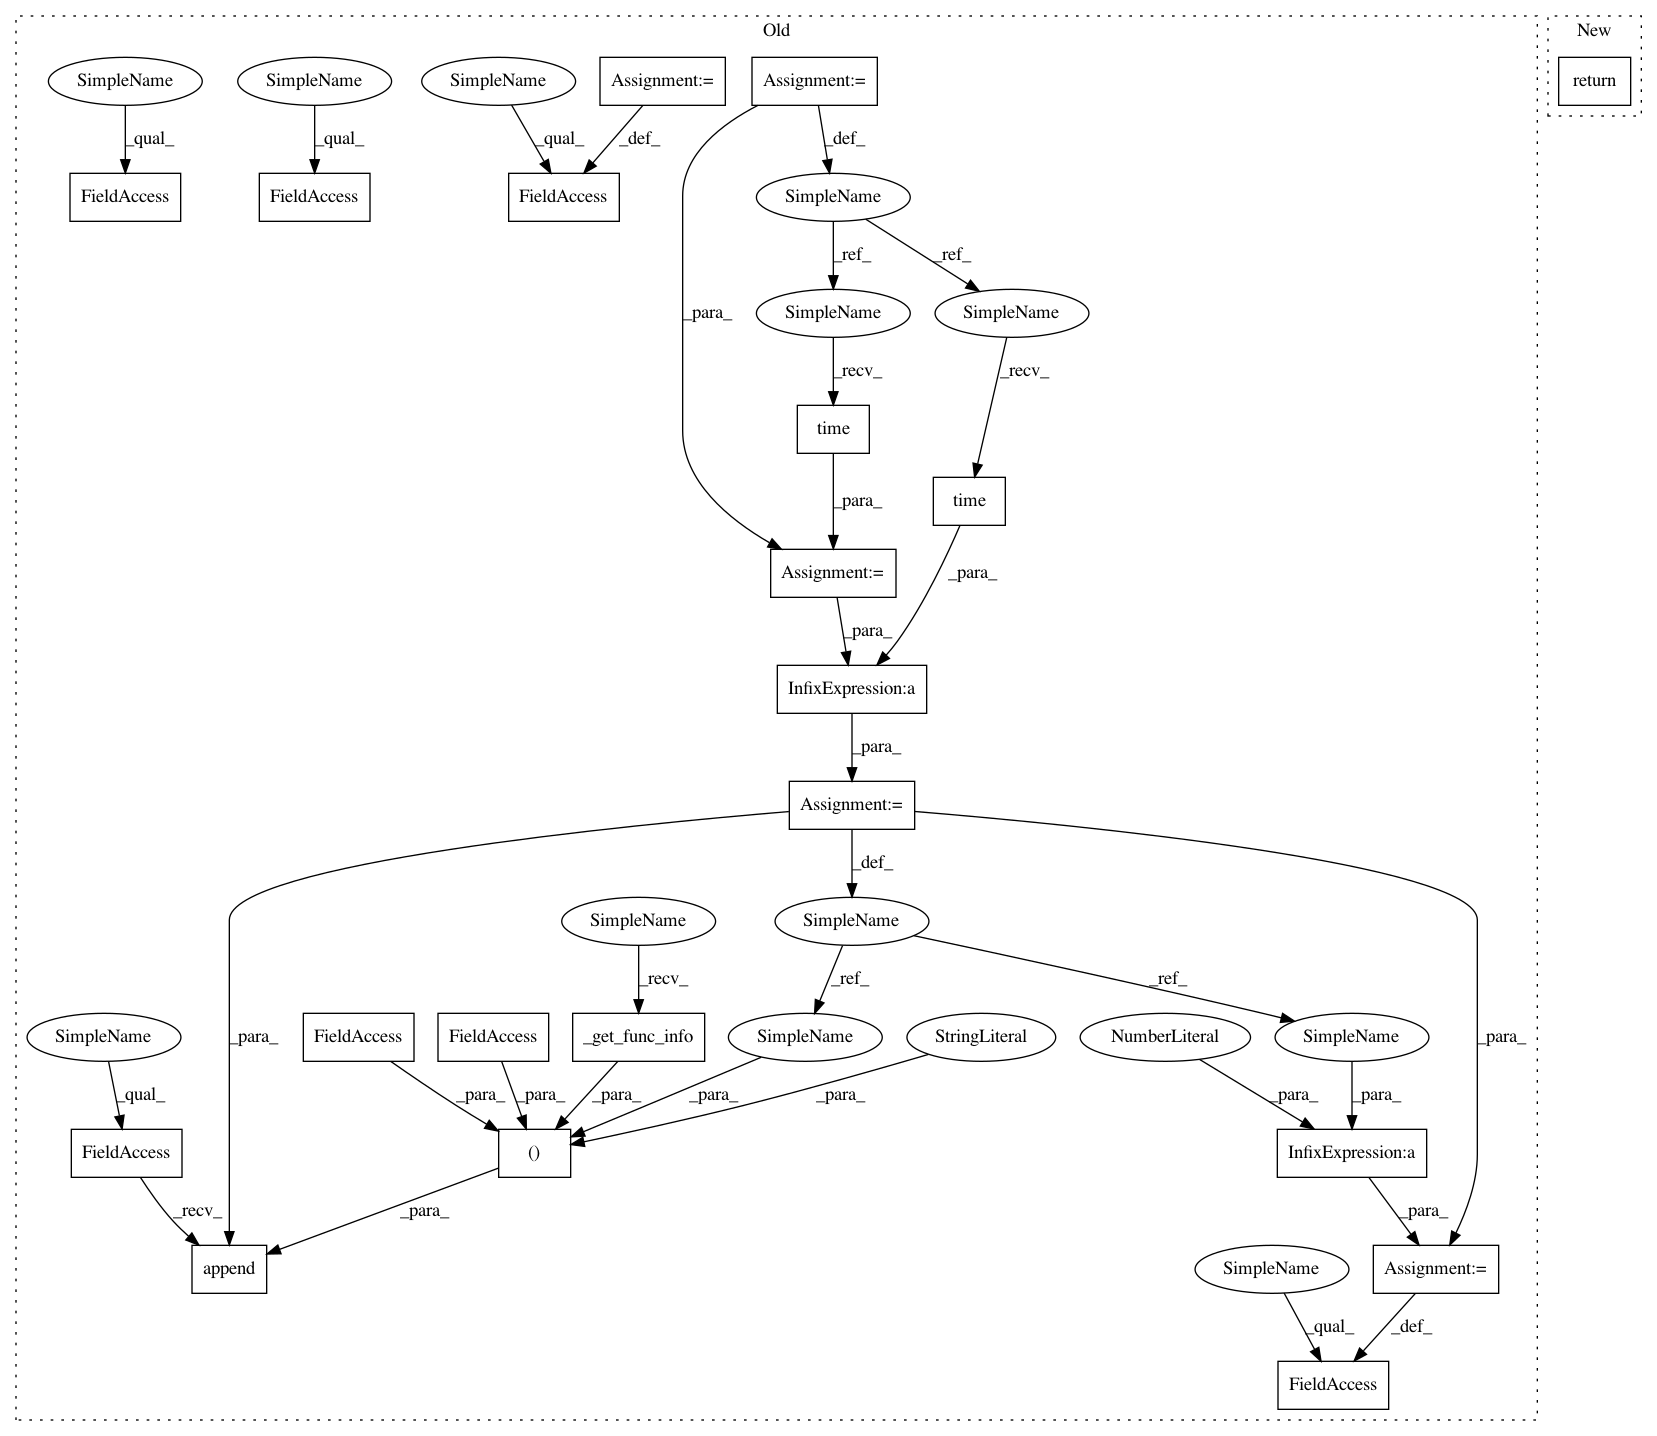 Old
New
SimpleName
SimpleName
SimpleName
Assignment:=
Assignment:=
return
_qual_
_qual_
_qual_
_def_
_def_
FieldAccess
FieldAccess
FieldAccess
SimpleName
_ref_
_ref_
_para_
SimpleName
SimpleName
_recv_
_recv_
time
time
_para_
_para_
Assignment:=
_para_
InfixExpression:a
_para_
Assignment:=
_def_
SimpleName
SimpleName
_recv_
_ref_
_ref_
_para_
_para_
SimpleName
FieldAccess
FieldAccess
_get_func_info
SimpleName
StringLiteral
NumberLiteral
SimpleName
_qual_
_para_
_para_
_para_
_para_
_para_
_para_
_para_
FieldAccess
()
InfixExpression:a
_recv_
_para_
_para_
append
SimpleName
Assignment:=
_qual_
_def_
FieldAccess